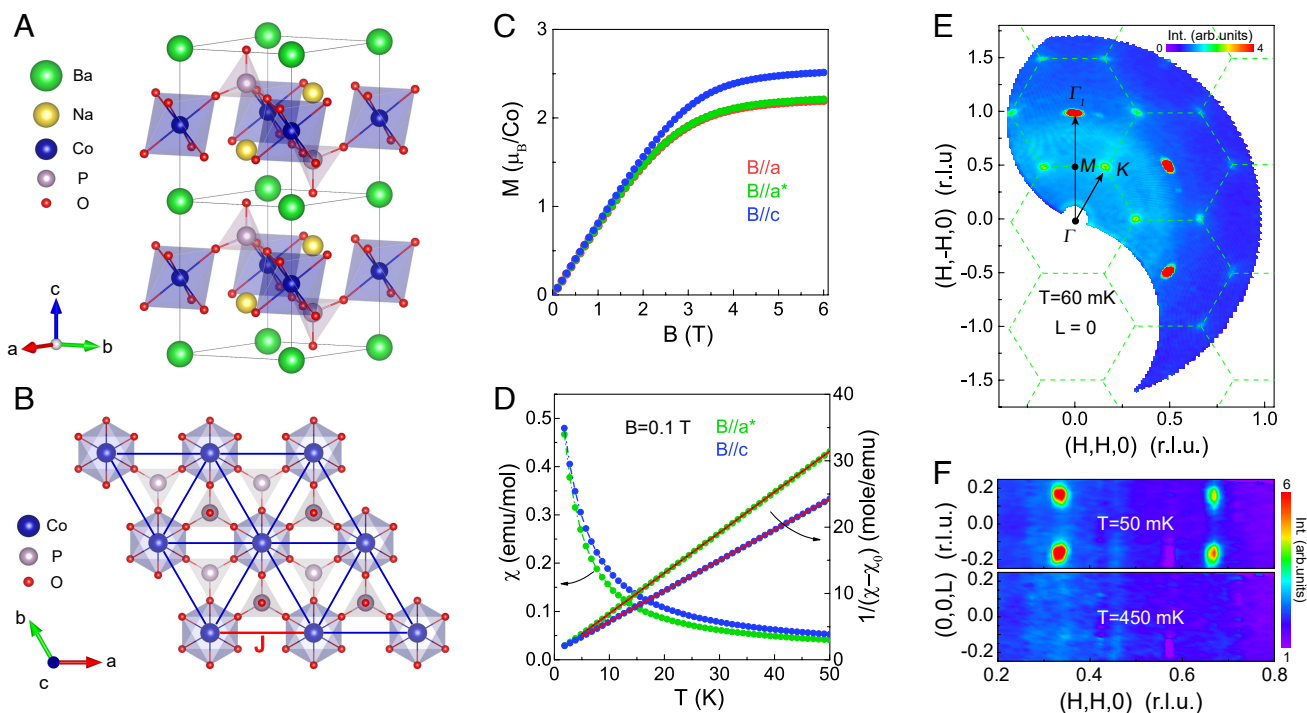 A
Ba
Na
Co
P
O
c
a
b
B
Co
P
O
b
c
a
J
C
3
2
1
0
M (μB/Co)
B//a
B//a*
B//c
0 1 2 3 4 5 6
B (T)
D
0.5
0.4
0.3
0.2
0.1
0.0
χ (emu/mol)
B=0.1 T
B//a*
B//c
40
30
20
10
0
1/(χ-χ0) (mole/emu)
0 10 20 30 40 50
T (K)
E
Int. (arb.units)
0 4
1.5
1.0
0.5
0.0
-0.5
-1.0
-1.5
(H,-H,0) (r.l.u)
Γ1
M
K
Γ
T=60 mK
L = 0
0.0 0.5 1.0
(H,H,0) (r.l.u.)
F
0.2
0.0
-0.2
0.2
0.0
-0.2
(0,0,L) (r.l.u.)
T=50 mK
T=450 mK
6
1
Int. (arb.units)
0.2 0.4 0.6 0.8
(H,H,0) (r.l.u.)